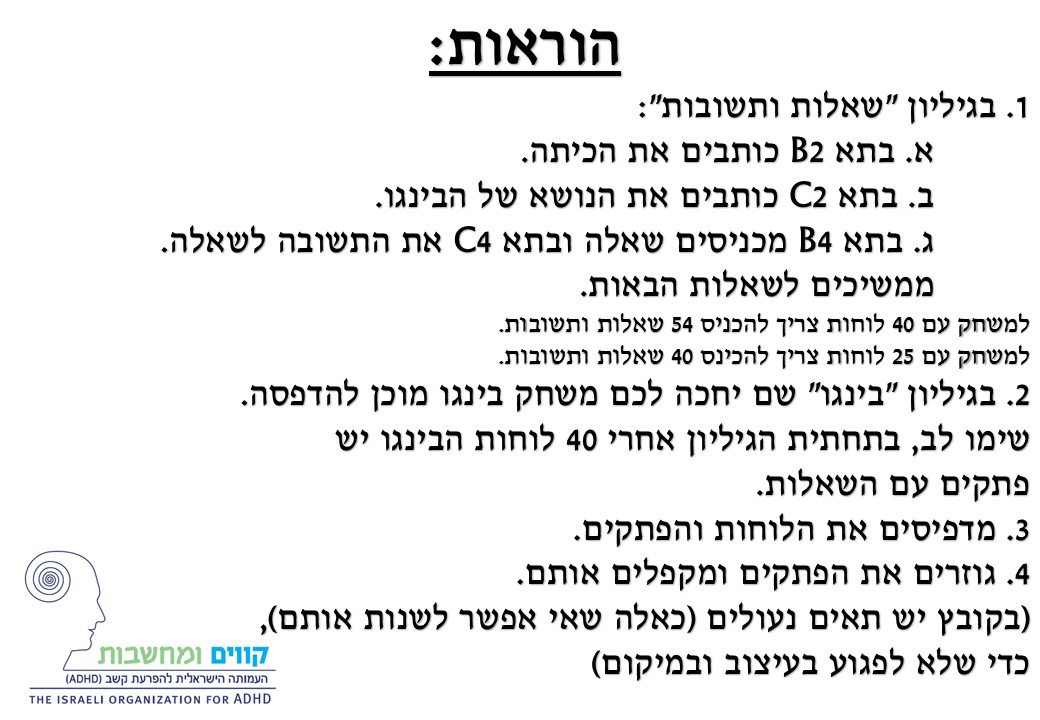 הוראות:
1. בגיליון "שאלות ותשובות":
א. בתא B2 כותבים את הכיתה.
ב. בתא C2 כותבים את הנושא של הבינגו.
ג. בתא B4 מכניסים שאלה ובתא C4 את התשובה לשאלה.
ממשיכים לשאלות הבאות.
למשחק עם 40 לוחות צריך להכניס 54 שאלות ותשובות.
למשחק עם 25 לוחות צריך להכינס 40 שאלות ותשובות.
2. בגיליון "בינגו" שם יחכה לכם משחק בינגו מוכן להדפסה.
שימו לב, בתחתית הגיליון אחרי 40 לוחות הבינגו יש
פתקים עם השאלות.
3. מדפיסים את הלוחות והפתקים.
4. גוזרים את הפתקים ומקפלים אותם.
(בקובץ יש תאים נעולים (כאלה שאי אפשר לשנות אותם),
כדי שלא לפגוע בעיצוב ובמיקום)
קווים ומחשבות
העמותה הישראלית להפרעת קשב (ADHD)
THE ISRAELI ORGANIZATION FOR ADHD